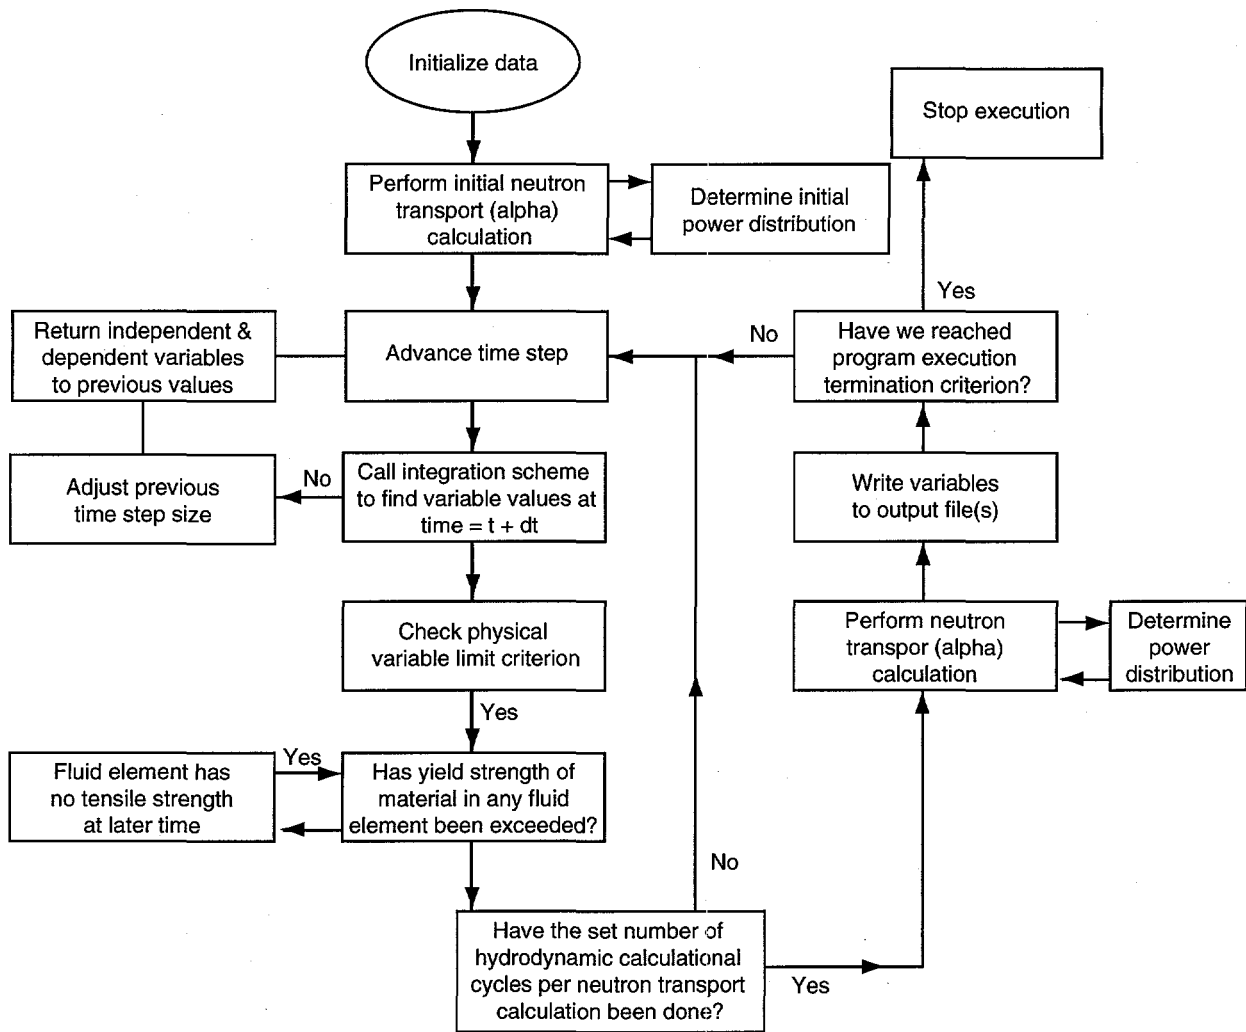 Initialize data
Stop execution
Perform initial neutron
transport (alpha)
calculation
Determine initial
power distribution
Yes
Return independent &
dependent variables
to previous values
Advance time step
No
Have we reached
program execution
termination criterion?
Adjust previous
time step size
No
Call integration scheme
to find variable values at
time = t + dt
Write variables
to output file(s)
Check physical
variable limit criterion
Perform neutron
transpor (alpha)
calculation
Determine
power
distribution
Yes
Fluid element has
no tensile strength
at later time
Yes
Has yield strength of
material in any fluid
element been exceeded?
No
Have the set number of
hydrodynamic calculational
cycles per neutron transport
calculation been done?
Yes